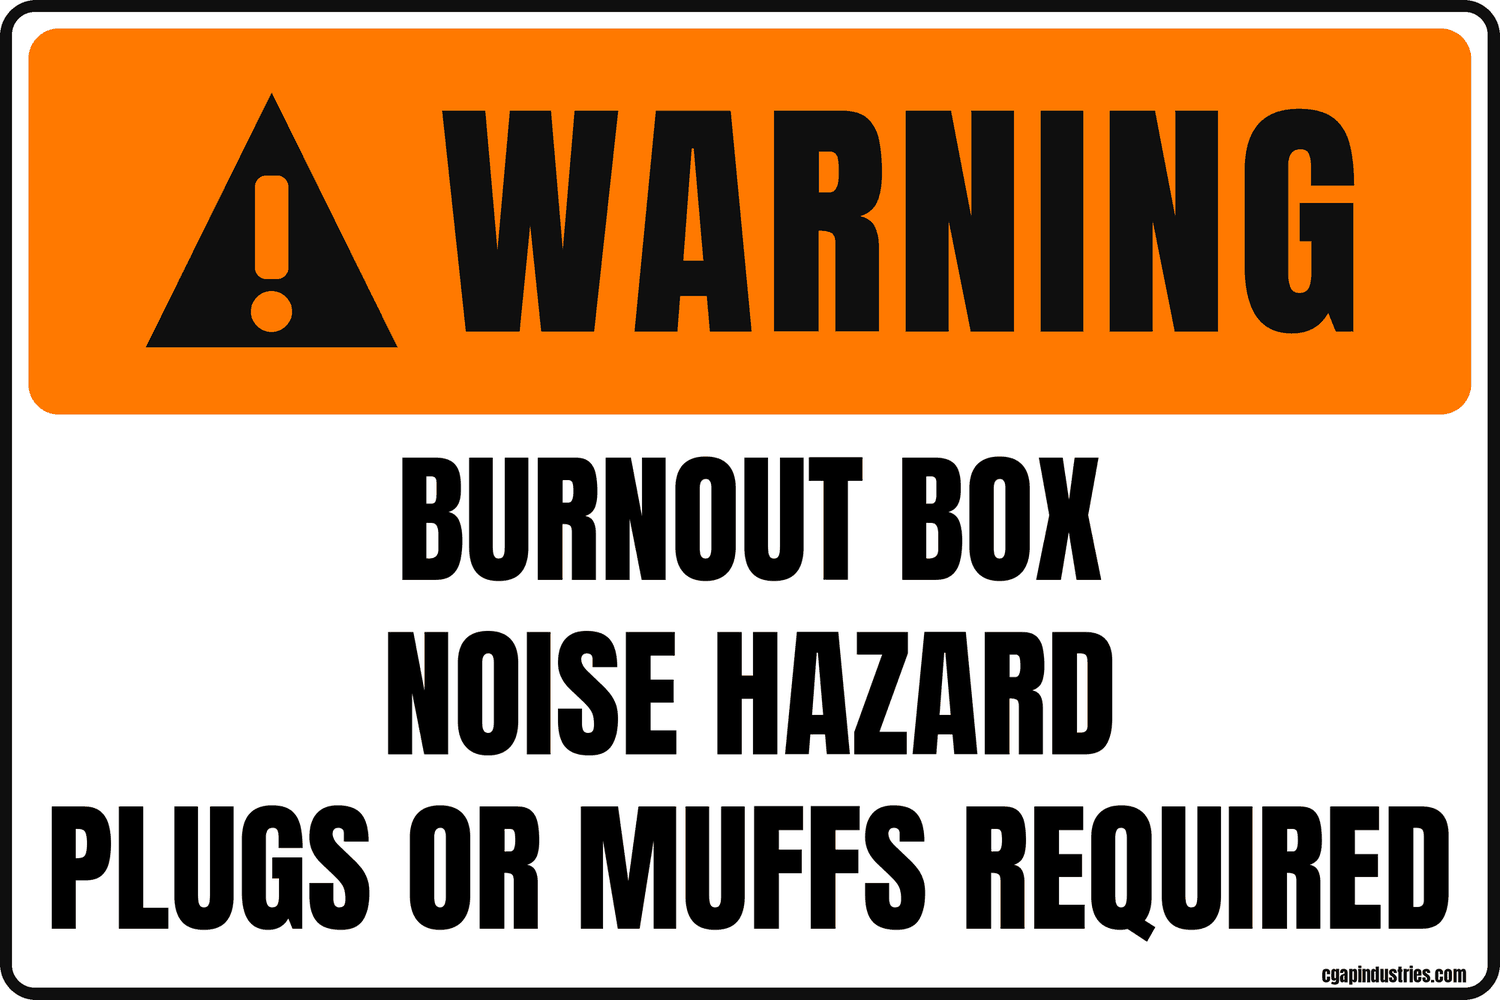 WARNING
BURNOUT BOX
NOISE HAZARD
PLUGS OR MUFFS REQUIRED
cgapindustries.com